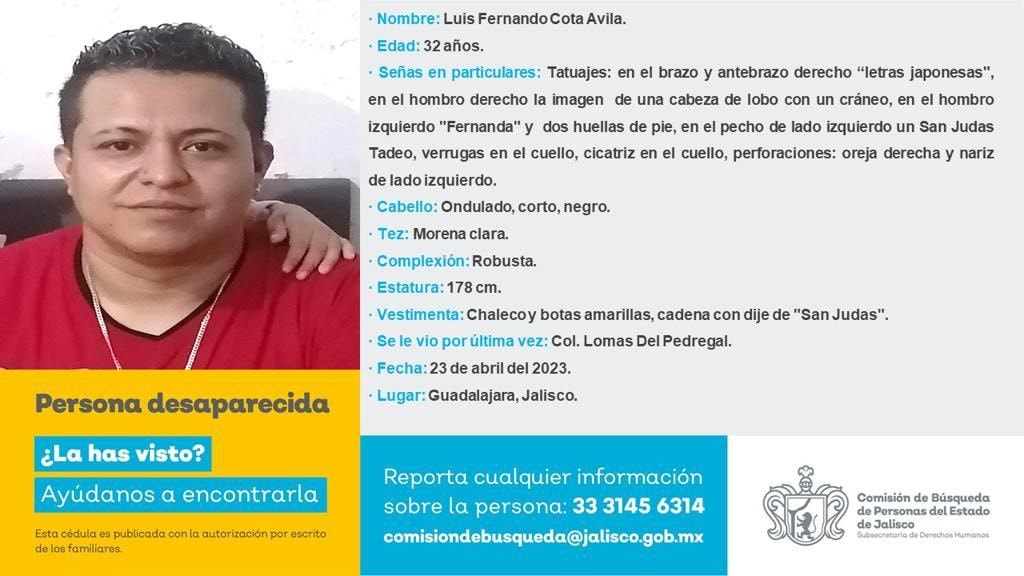 · Nombre: Luis Fernando Cota Avila.
· Edad: 32 años.
· Señas en particulares: Tatuajes: en el brazo y antebrazo derecho “letras japonesas",
en el hombro derecho la imagen de una cabeza de lobo con un cráneo, en el hombro
izquierdo "Fernanda" y dos huellas de pie, en el pecho de lado izquierdo un San Judas
Tadeo, verrugas en el cuello, cicatriz en el cuello, perforaciones: oreja derecha y nariz
de lado izquierdo.
· Cabello: Ondulado, corto, negro.
· Tez: Morena clara.
· Complexión: Robusta.
· Estatura: 178 cm.
· Vestimenta: Chaleco y botas amarillas, cadena con dije de "San Judas".
· Se le vio por última vez: Col. Lomas Del Pedregal.
· Fecha: 23 de abril del 2023.
· Lugar: Guadalajara, Jalisco.
Persona desaparecida
¿La has visto?
Ayúdanos a encontrarla
Esta cédula es publicada con la autorización por escrito
de los familiares.
Reporta cualquier información
sobre la persona: 33 3145 6314
comisiondebusqueda@jalisco.gob.mx
Comisión de Búsqueda
de Personas del Estado
de Jalisco
Subsecretaría de Derechos Humanos